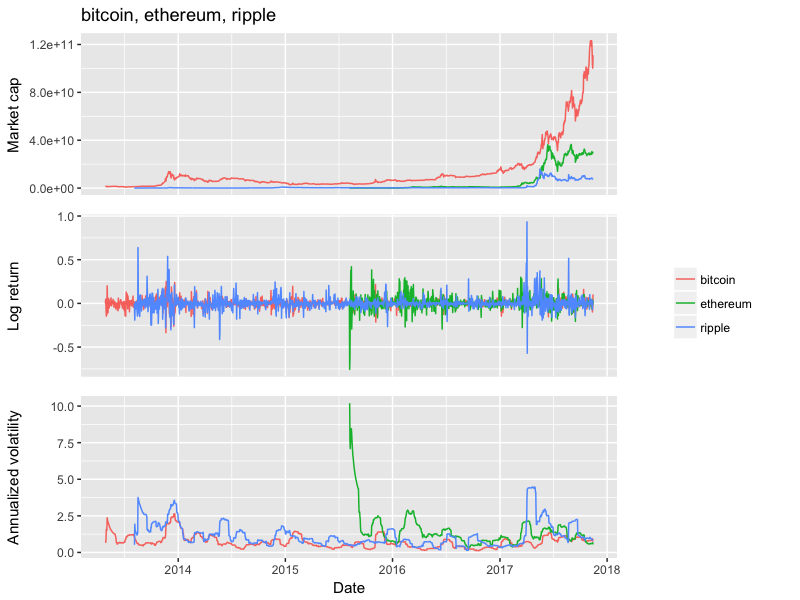 bitcoin, ethereum, ripple
Market cap
1.2e+11
8.0e+10
4.0e+10
0.0e+00
Log return
1.0
0.5
0.0
-0.5
Annualized volatility
10.0
7.5
5.0
2.5
0.0
2014 2015 2016 2017 2018
Date
bitcoin
ethereum
ripple